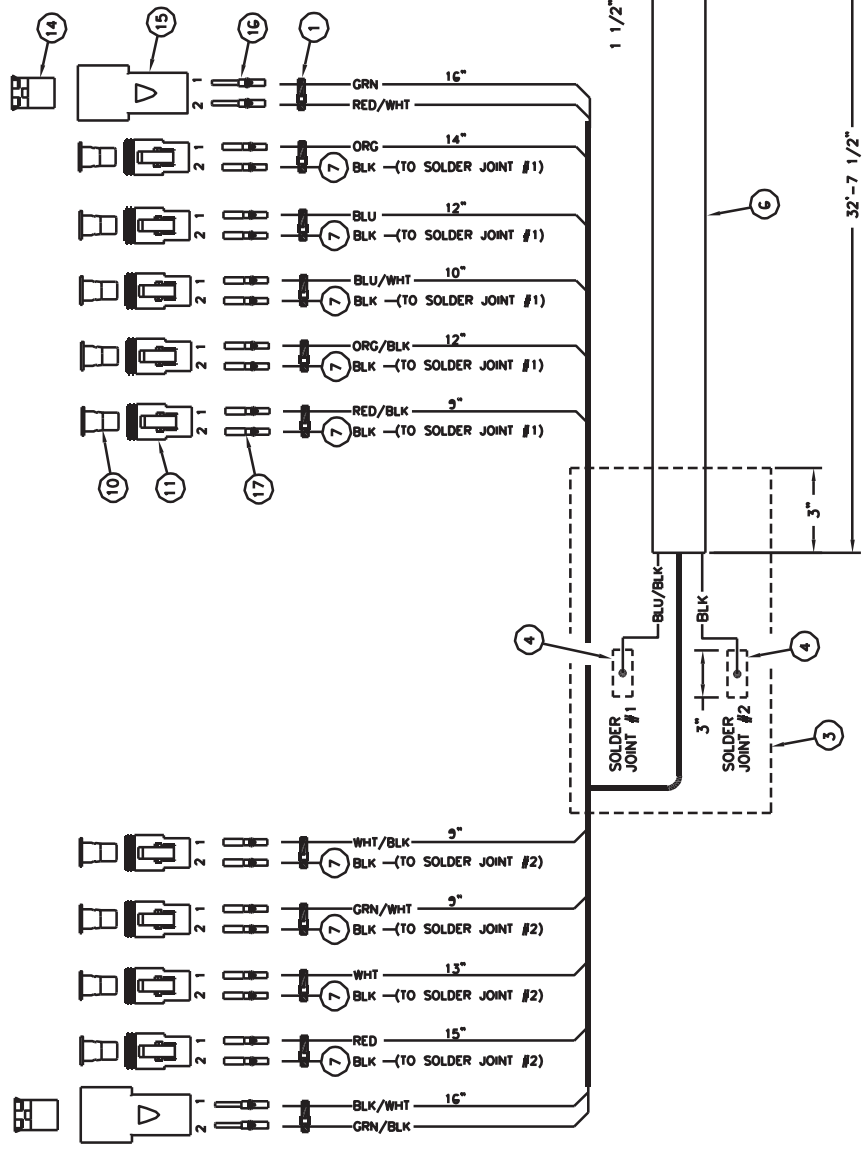 14
15
16
1
1 1/2"
1
2
GRN 16"
RED/WHT
1
2
ORG 14"
7 BLK (TO SOLDER JOINT #1)
1
2
BLU 12"
7 BLK (TO SOLDER JOINT #1)
1
2
BLU/WHT 10"
7 BLK (TO SOLDER JOINT #1)
1
2
ORG/BLK 12"
7 BLK (TO SOLDER JOINT #1)
1
2
RED/BLK 9"
7 BLK (TO SOLDER JOINT #1)
10
11
17
6
32'-7 1/2"
3"
BLU/BLK
BLK
4
4
SOLDER
JOINT #1
3"
SOLDER
JOINT #2
3
1
2
WHT/BLK 9"
7 BLK (TO SOLDER JOINT #2)
1
2
GRN/WHT 9"
7 BLK (TO SOLDER JOINT #2)
1
2
WHT 13"
7 BLK (TO SOLDER JOINT #2)
1
2
RED 15"
7 BLK (TO SOLDER JOINT #2)
1
2
BLK/WHT 16"
GRN/BLK